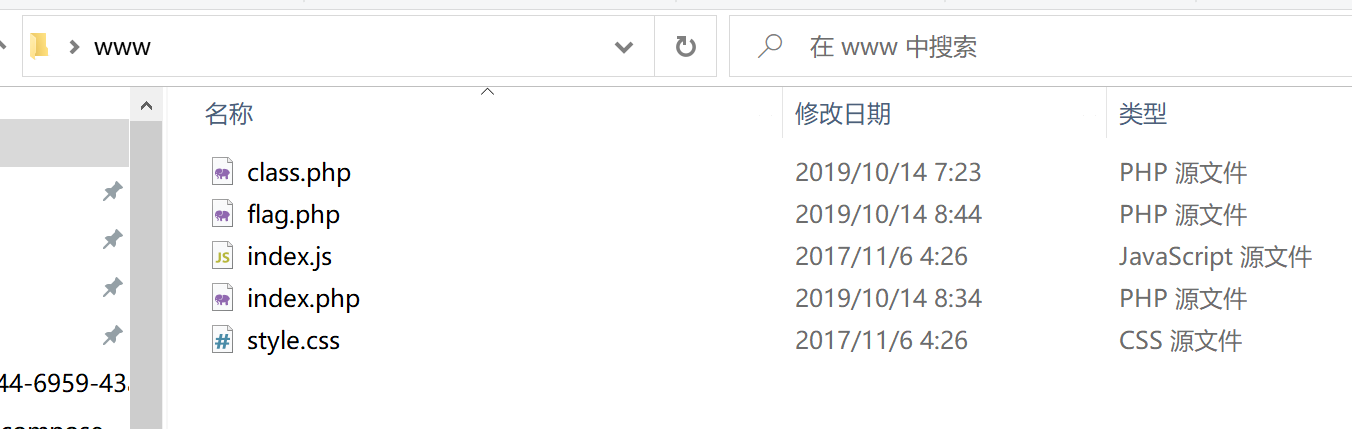 www
在 www 中搜索
名称 修改日期 类型
class.php 2019/10/14 7:23 PHP 源文件
flag.php 2019/10/14 8:44 PHP 源文件
index.js 2017/11/6 4:26 JavaScript 源文件
index.php 2019/10/14 8:34 PHP 源文件
style.css 2017/11/6 4:26 CSS 源文件
44-6959-43